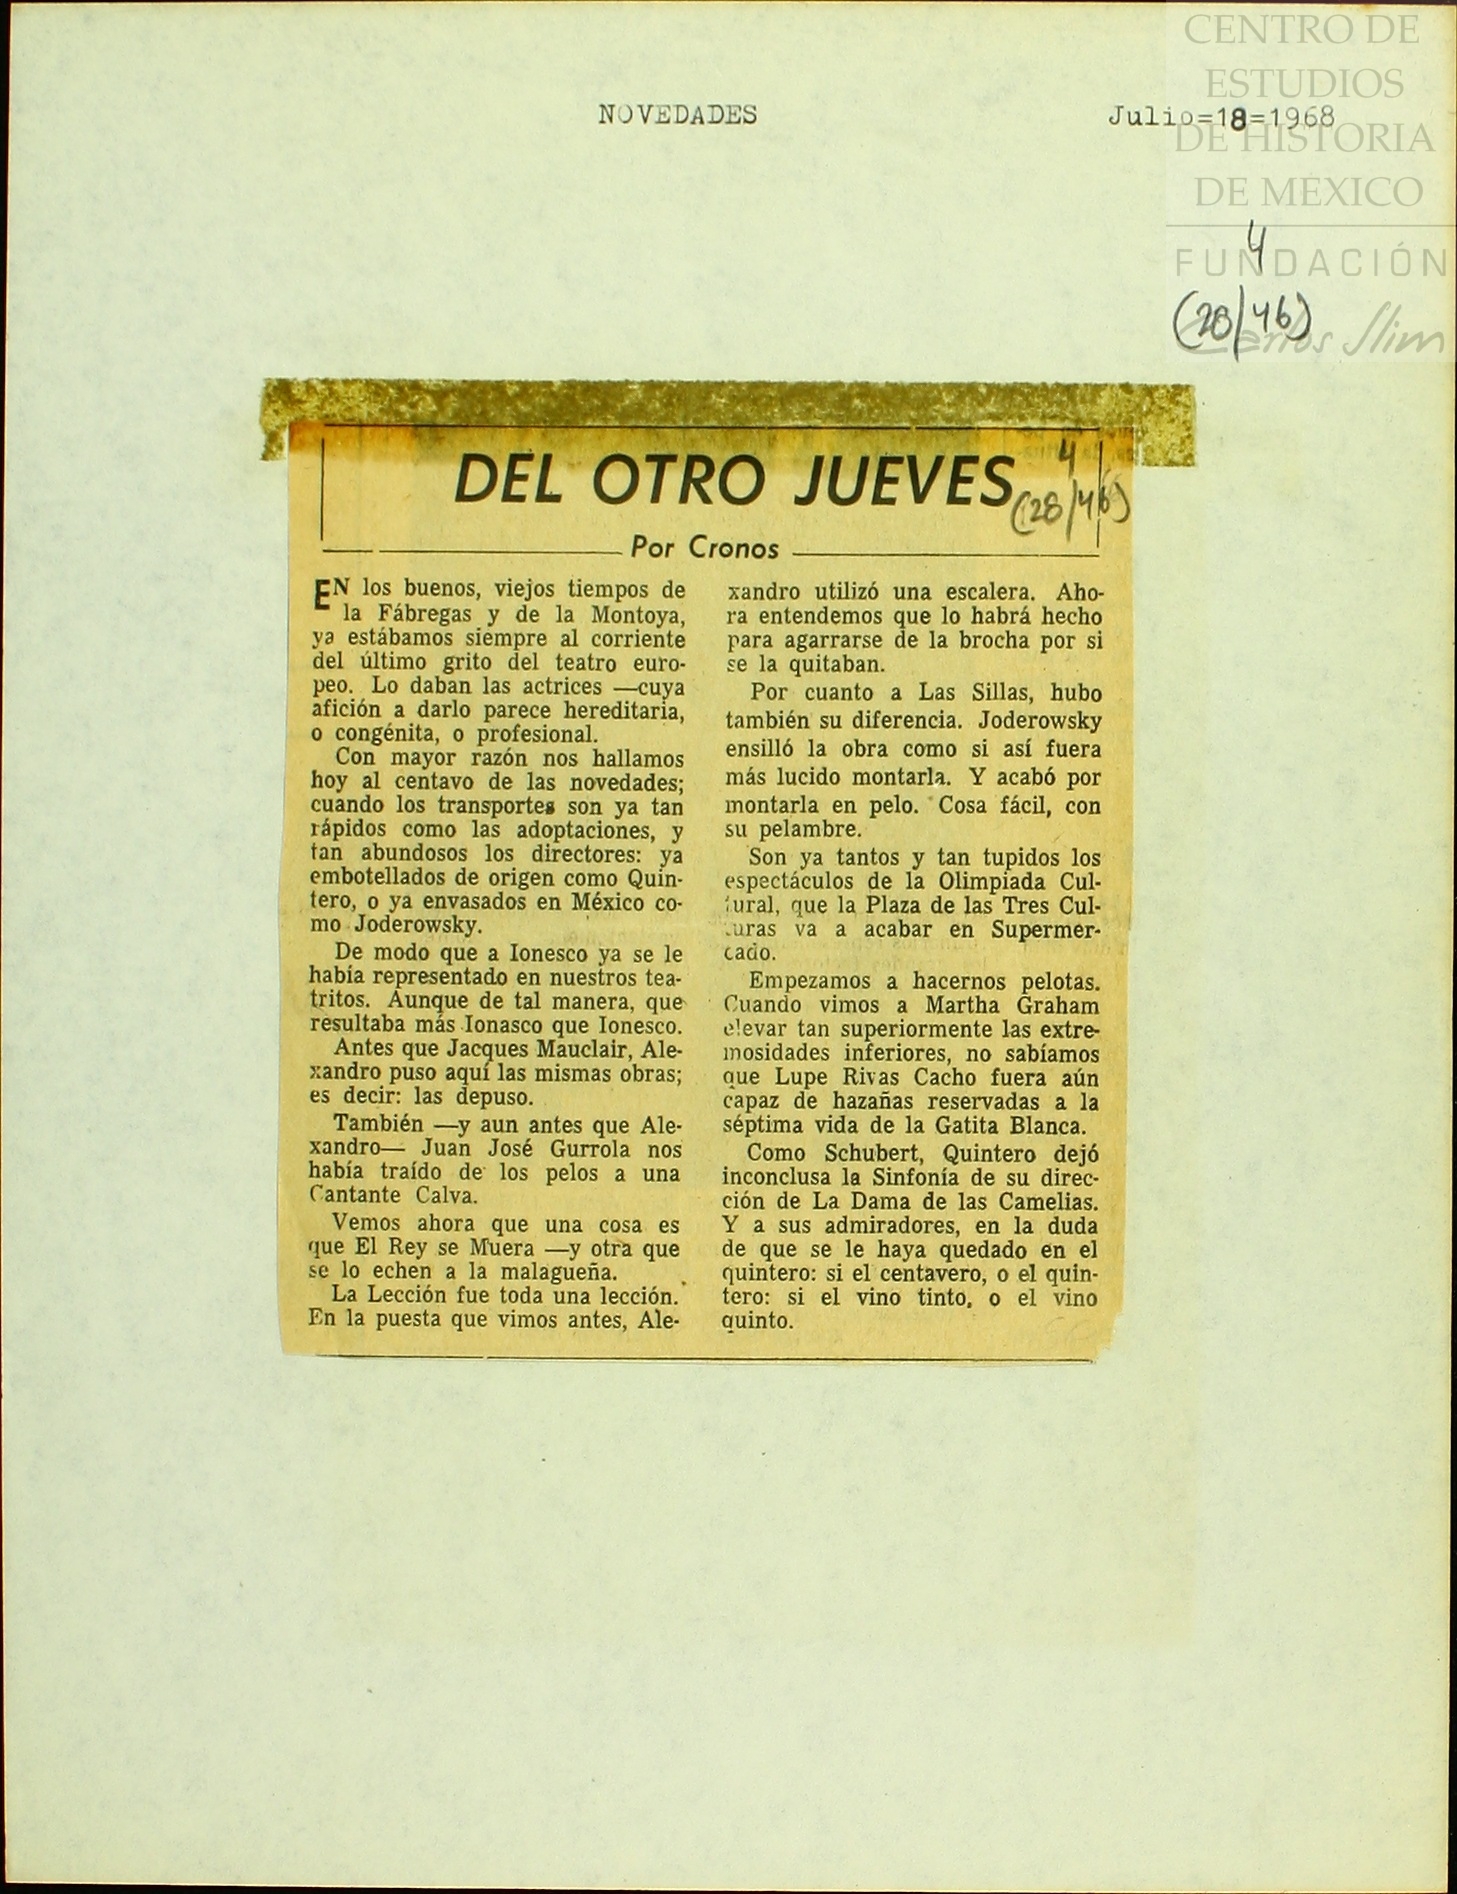 CENTRO DE
ESTUDIOS
DE HISTORIA
DE MEXICO
FUNDACIÓN
Carlos Slim
NOVEDADES
Julio=18=1968
4
(28/46)
DEL OTRO JUEVES
4
(28/46)
Por Cronos
EN los buenos, viejos tiempos de
la Fábregas y de la Montoya,
ya estábamos siempre al corriente
del último grito del teatro euro-
peo. Lo daban las actrices —cuya
afición a darlo parece hereditaria,
o congénita, o profesional.
Con mayor razón nos hallamos
hoy al centavo de las novedades;
cuando los transportes son ya tan
rápidos como las adoptaciones, y
tan abundosos los directores: ya
embotellados de origen como Quin-
tero, o ya envasados en México co-
mo Joderowsky.
De modo que a Ionesco ya se le
había representado en nuestros tea-
tritos. Aunque de tal manera, que
resultaba más Ionasco que Ionesco.
Antes que Jacques Mauclair, Ale-
xandro puso aquí las mismas obras;
es decir: las depuso.
También —y aun antes que Ale-
xandro— Juan José Gurrola nos
había traído de los pelos a una
Cantante Calva.
Vemos ahora que una cosa es
que El Rey se Muera —y otra que
se lo echen a la malagueña.
La Lección fue toda una lección.
En la puesta que vimos antes, Ale-
xandro utilizó una escalera. Aho-
ra entendemos que lo habrá hecho
para agarrarse de la brocha por si
se la quitaban.
Por cuanto a Las Sillas, hubo
también su diferencia. Joderowsky
ensilló la obra como si así fuera
más lucido montarla. Y acabó por
montarla en pelo. Cosa fácil, con
su pelambre.
Son ya tantos y tan tupidos los
espectáculos de la Olimpiada Cul-
tural, que la Plaza de las Tres Cul-
turas va a acabar en Supermer-
cado.
Empezamos a hacernos pelotas.
Cuando vimos a Martha Graham
elevar tan superiormente las extre-
mosidades inferiores, no sabíamos
que Lupe Rivas Cacho fuera aún
capaz de hazañas reservadas a la
séptima vida de la Gatita Blanca.
Como Schubert, Quintero dejó
inconclusa la Sinfonía de su direc-
ción de La Dama de las Camelias.
Y a sus admiradores, en la duda
de que se le haya quedado en el
quintero: si el centavero, o el quin-
tero: si el vino tinto, o el vino
quinto.